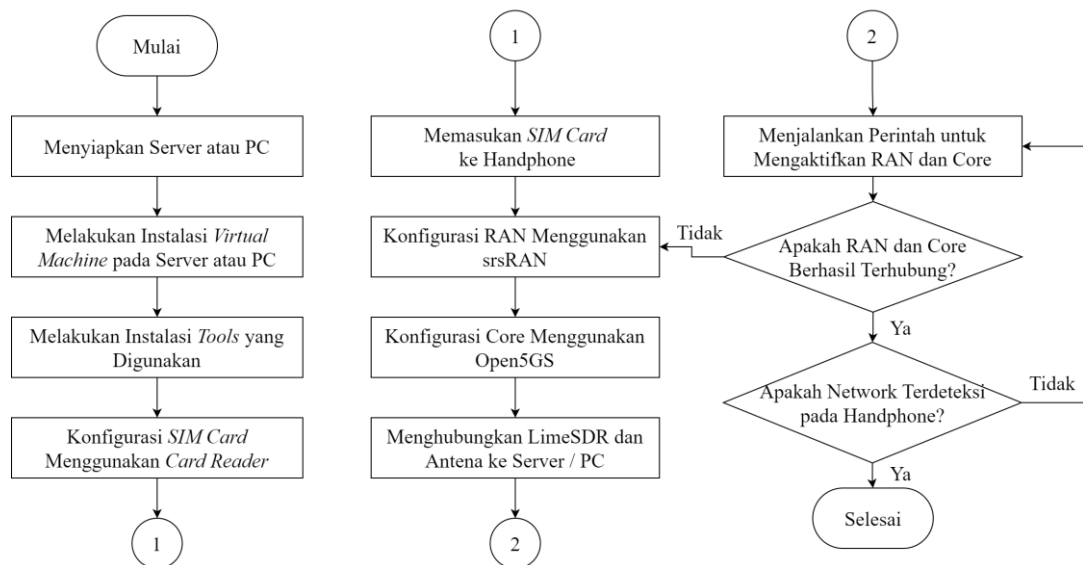 Mulai
Menyiapkan Server atau PC
Melakukan Instalasi Virtual
Machine pada Server atau PC
Melakukan Instalasi Tools yang
Digunakan
Konfigurasi SIM Card
Menggunakan Card Reader
1
1
Memasukan SIM Card
ke Handphone
Konfigurasi RAN Menggunakan
srsRAN
Konfigurasi Core Menggunakan
Open5GS
Menghubungkan LimeSDR dan
Antena ke Server / PC
2
2
Menjalankan Perintah untuk
Mengaktifkan RAN dan Core
Tidak
Apakah RAN dan Core
Berhasil Terhubung?
Ya
Apakah Network Terdeteksi
pada Handphone?
Tidak
Ya
Selesai